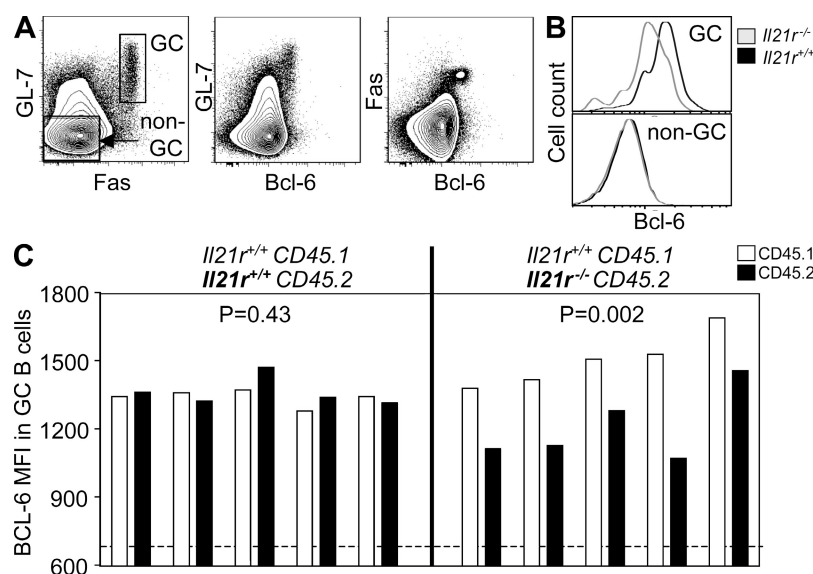 A
GL-7
GC
non-
GC
Fas
GL-7
Bcl-6
Fas
Bcl-6
B
Cell count
GC
non-GC
Bcl-6
Il21r-/-
Il21r+/+
C
Il21r+/+ CD45.1
Il21r+/+ CD45.2
Il21r+/+ CD45.1
Il21r-/- CD45.2
CD45.1
CD45.2
P=0.43
P=0.002
BCL-6 MFI in GC B cells
1800
1500
1200
900
600